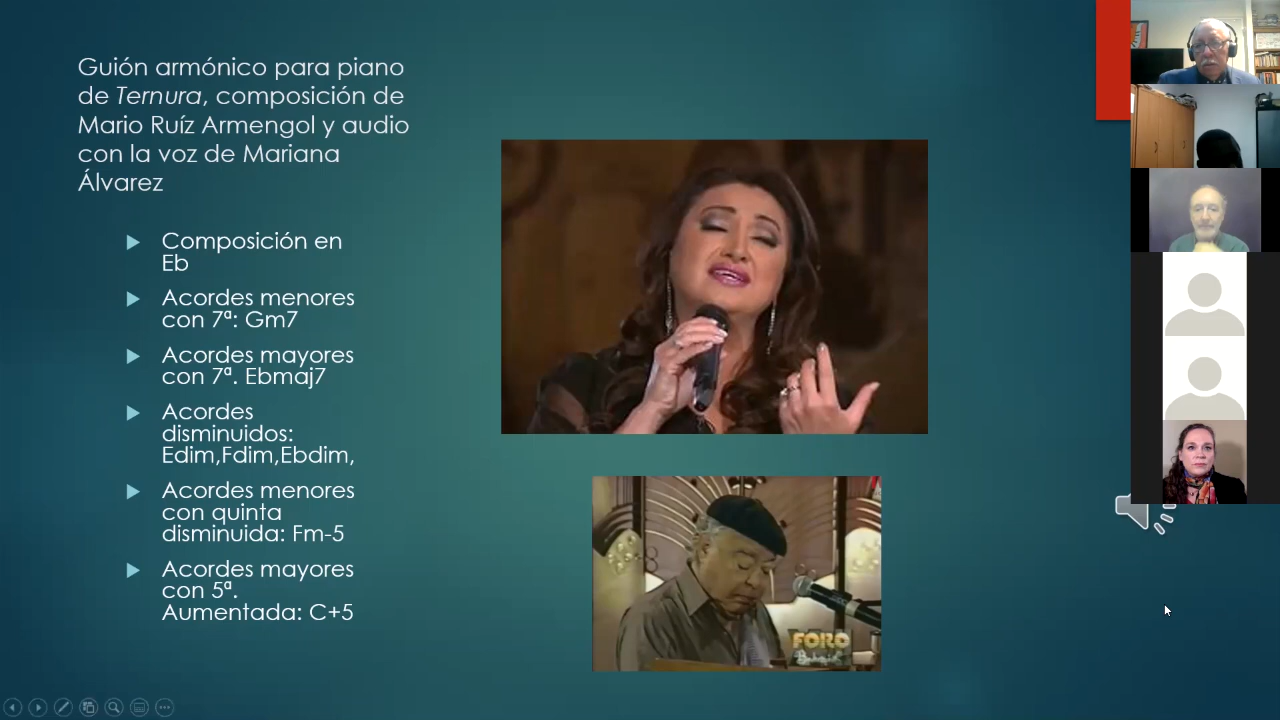 Guión armónico para piano
de Ternura, composición de
Mario Ruíz Armengol y audio
con la voz de Mariana
Álvarez
Composición en
Eb
Acordes menores
con 7ª: Gm7
Acordes mayores
con 7ª. Ebmaj7
Acordes
disminuidos:
Edim,Fdim,Ebdim,
Acordes menores
con quinta
disminuida: Fm-5
Acordes mayores
con 5ª.
Aumentada: C+5
FORO